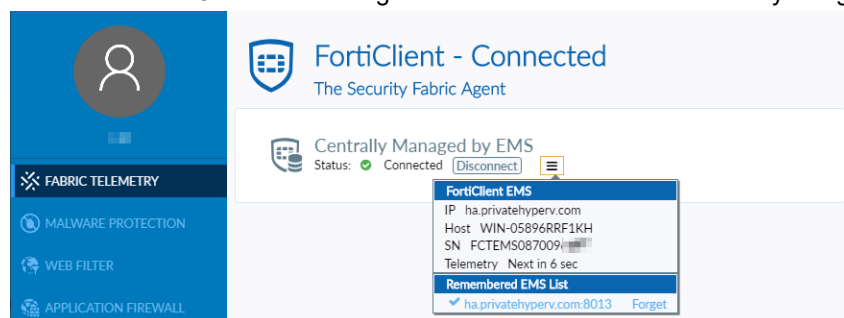 FortiClient - Connected
The Security Fabric Agent
Centrally Managed by EMS
Status: Connected Disconnect
FABRIC TELEMETRY
MALWARE PROTECTION
WEB FILTER
APPLICATION FIREWALL
FortiClient EMS
IP ha.privatehyperv.com
Host WIN-05896RRF1KH
SN FCTEMS087009
Telemetry Next in 6 sec
Remembered EMS List
ha.privatehyperv.com:8013 Forget